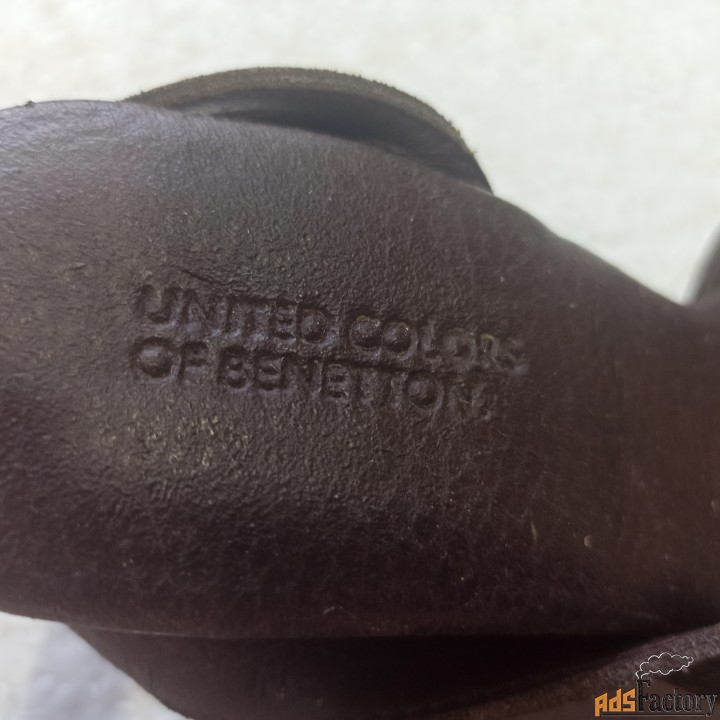 UNITED COLORS
OF BENETTON.
adsFactory